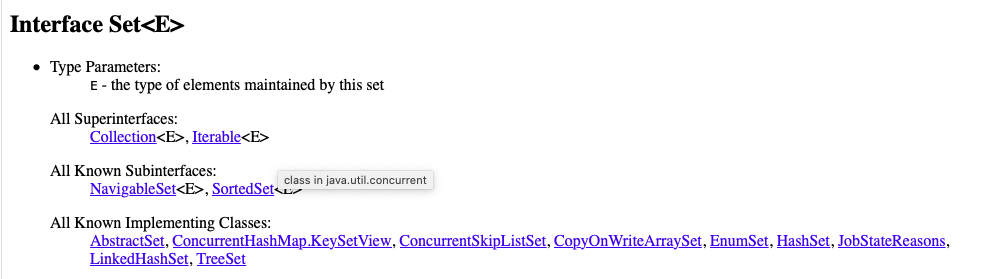 Interface Set<E>
Type Parameters:
E - the type of elements maintained by this set
All Superinterfaces:
Collection<E>, Iterable<E>
All Known Subinterfaces:
class in java.util.concurrent
NavigableSet<E>, SortedSet<E>
All Known Implementing Classes:
AbstractSet, ConcurrentHashMap.KeySetView, ConcurrentSkipListSet, CopyOnWriteArraySet, EnumSet, HashSet, JobStateReasons,
LinkedHashSet, TreeSet